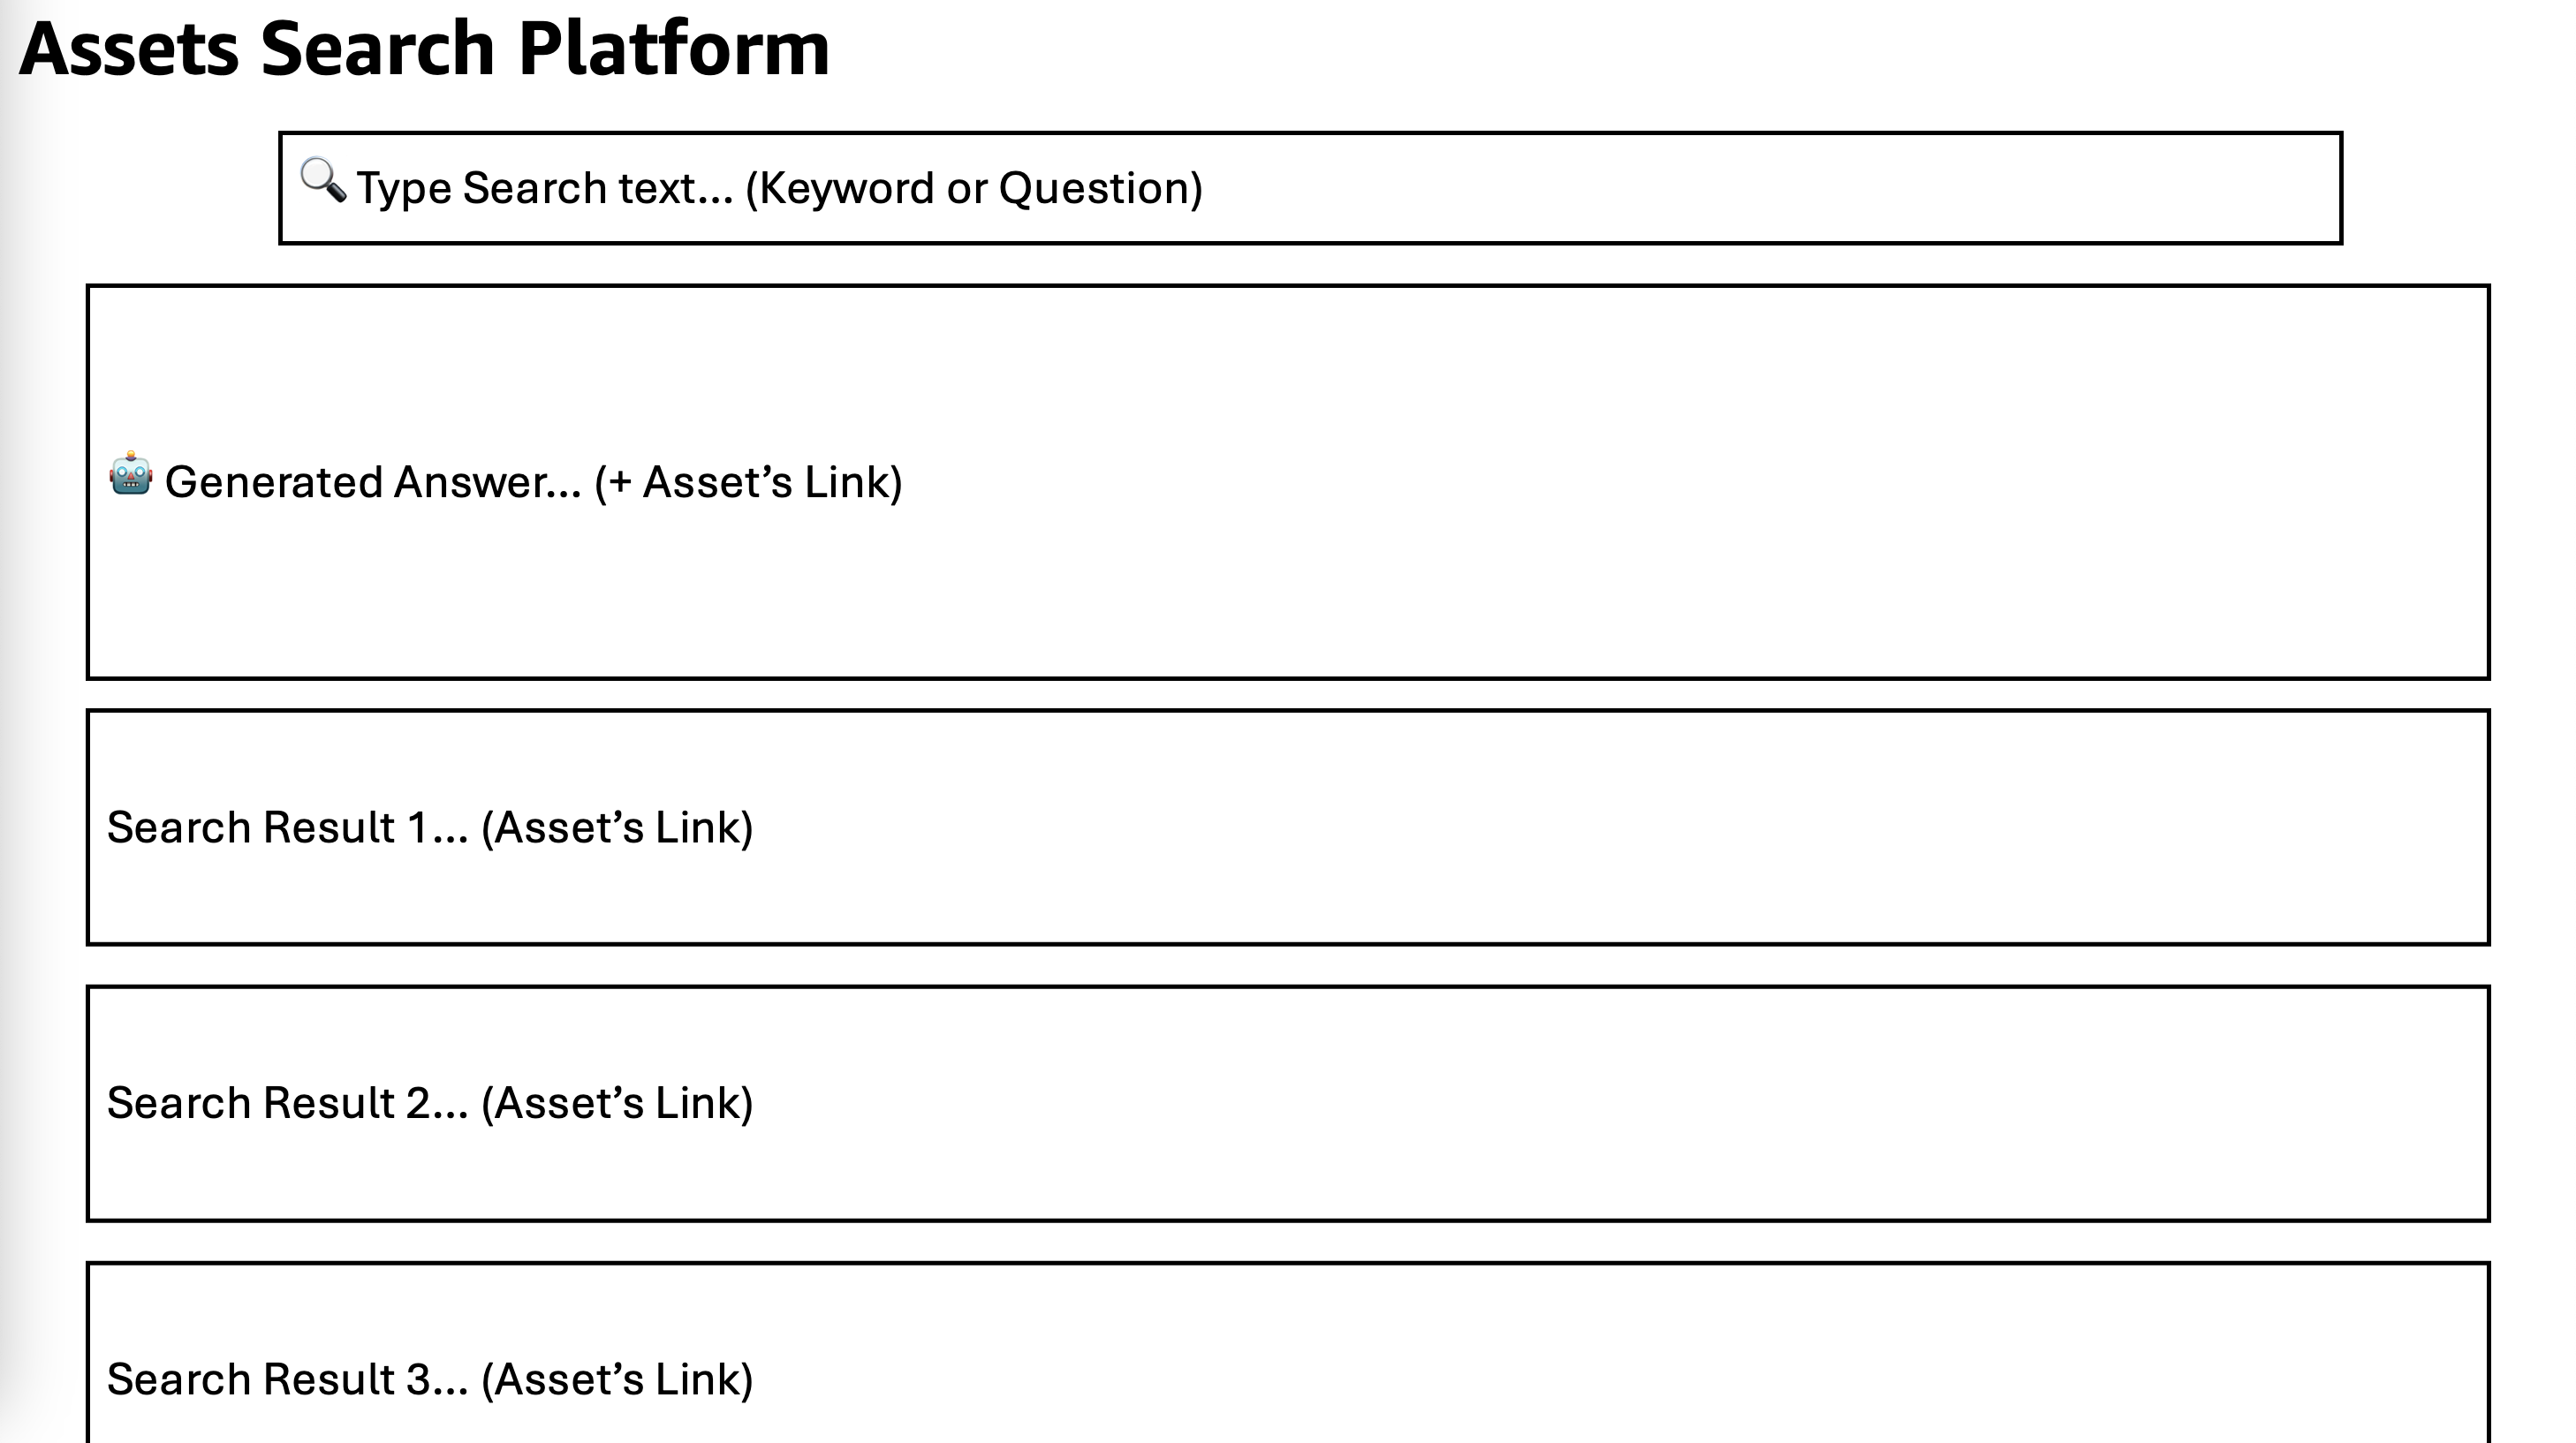 Assets Search Platform
🔍 Type Search text... (Keyword or Question)
🤖 Generated Answer... (+ Asset’s Link)
Search Result 1... (Asset’s Link)
Search Result 2... (Asset’s Link)
Search Result 3... (Asset’s Link)